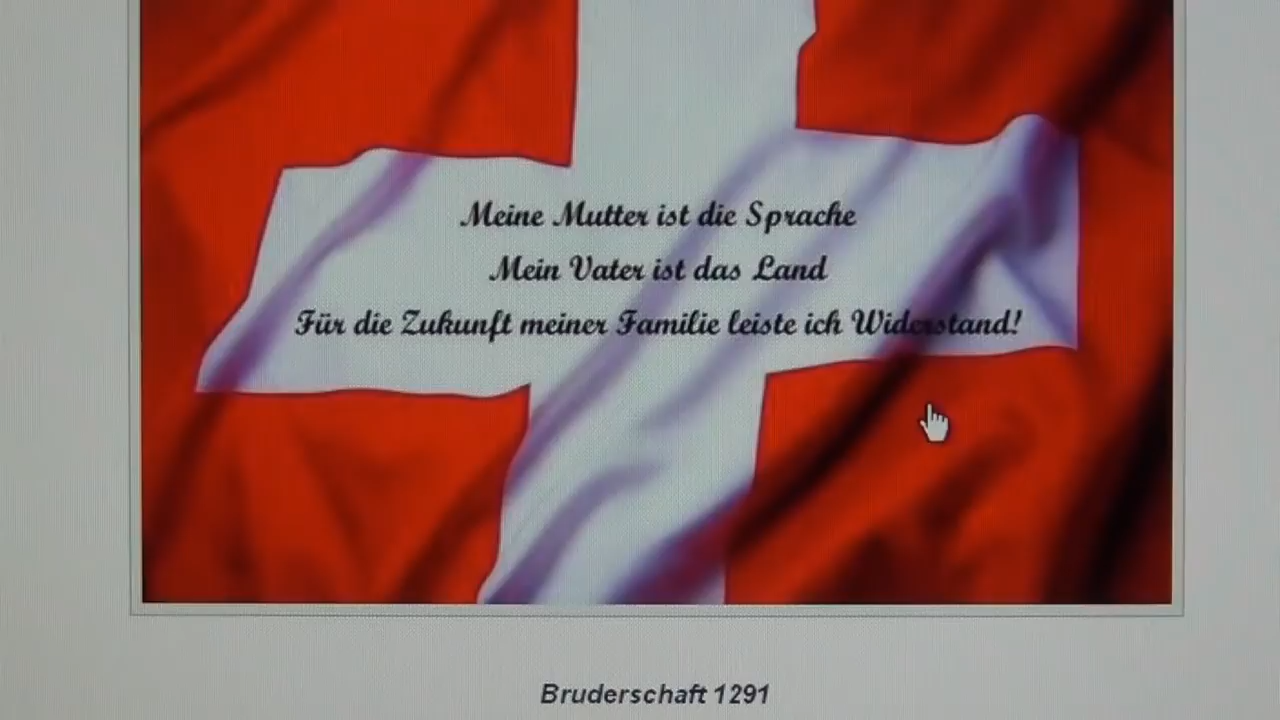 Meine Mutter ist die Sprache
Mein Vater ist das Land
Für die Zukunft meiner Familie leiste ich Widerstand!
Bruderschaft 1291